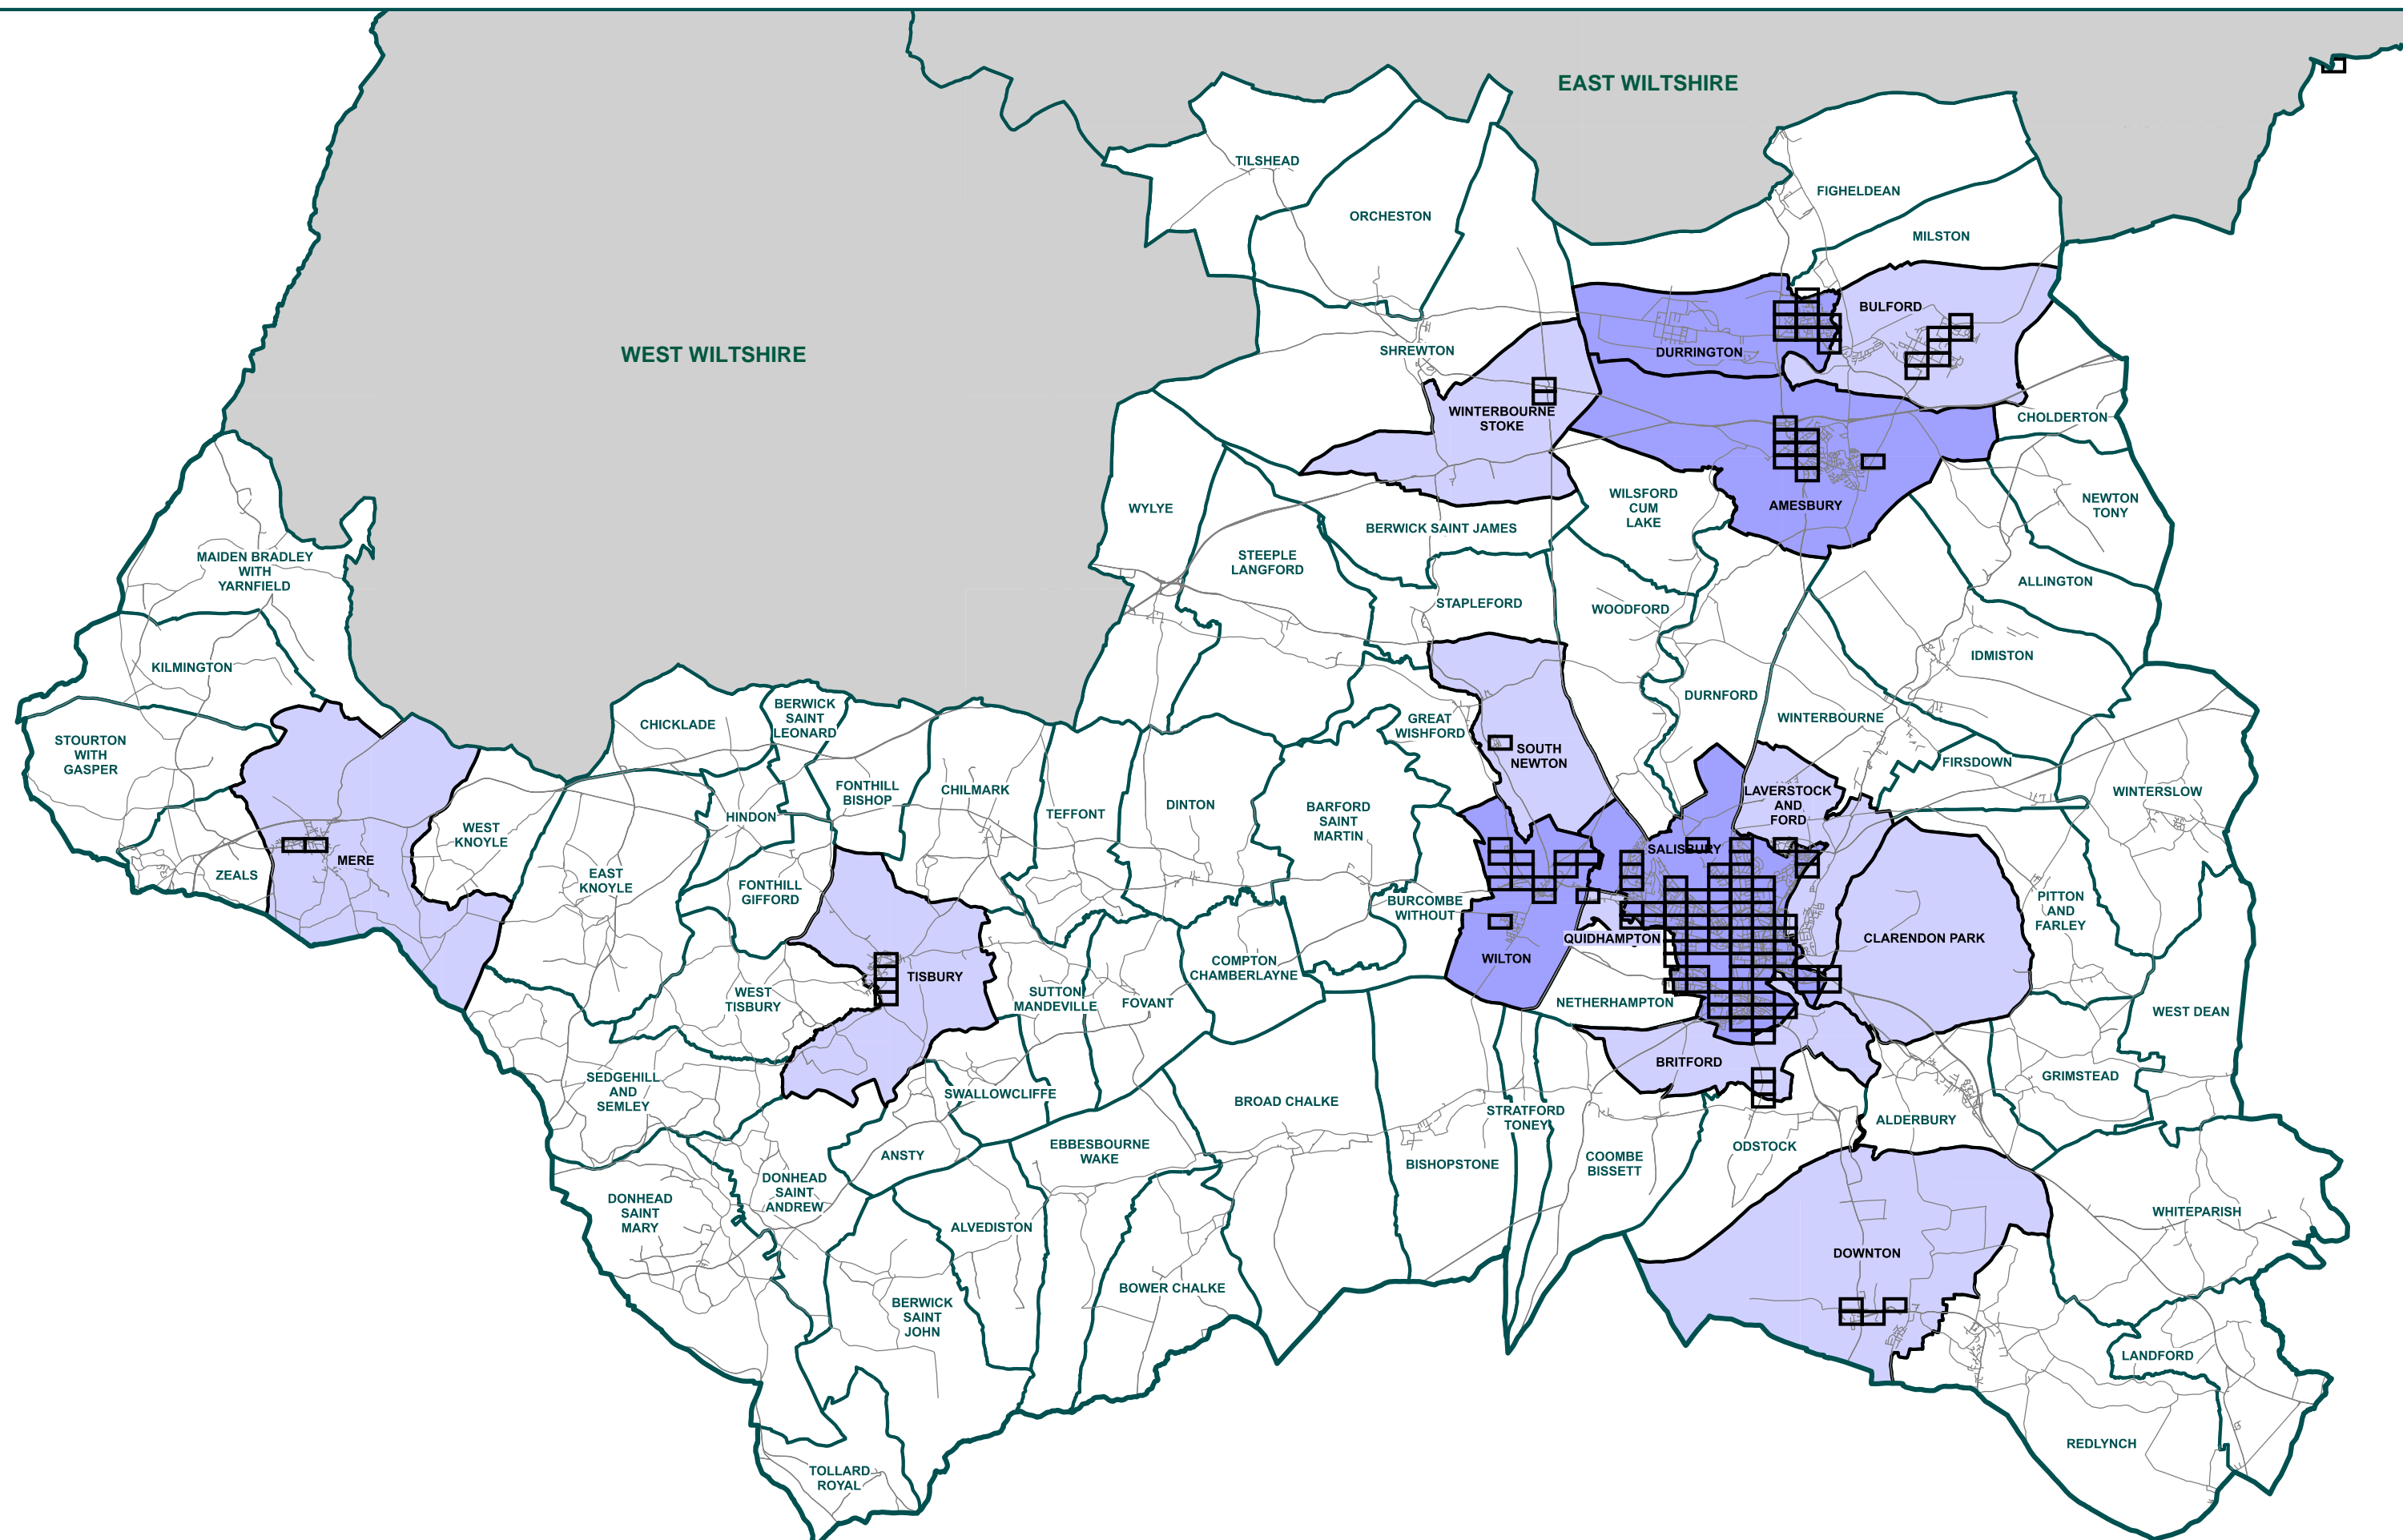 EAST WILTSHIRE
TILSHEAD
FIGHELDEAN
ORCHESTON
MILSTON
BULFORD
WEST WILTSHIRE
SHREWTON
DURRINGTON
WINTERBOURNE
STOKE
CHOLDERTON
WYLYE
WILSFORD
CUM
LAKE
AMESBURY
NEWTON
TONY
BERWICK SAINT JAMES
MAIDEN BRADLEY
WITH
YARNFIELD
STEEPLE
LANGFORD
ALLINGTON
STAPLEFORD
WOODFORD
KILMINGTON
IDMISTON
DURNFORD
CHICKLADE
BERWICK
SAINT
LEONARD
GREAT
WISHFORD
WINTERBOURNE
STOURTON
WITH
GASPER
SOUTH
NEWTON
FIRSDOWN
FONTHILL
BISHOP
CHILMARK
LAVERSTOCK
AND
FORD
WINTERSLOW
HINDON
TEFFONT
DINTON
BARFORD
SAINT
MARTIN
WEST
KNOYLE
SALISBURY
MERE
ZEALS
EAST
KNOYLE
FONTHILL
GIFFORD
BURCOMBE
WITHOUT
PITTON
AND
FARLEY
QUIDHAMPTON
CLARENDON PARK
WILTON
COMPTON
CHAMBERLAYNE
TISBURY
WEST
TISBURY
SUTTON
MANDEVILLE
FOVANT
NETHERHAMPTON
WEST DEAN
BRITFORD
SEDGEHILL
AND
SEMLEY
GRIMSTEAD
SWALLOWCLIFFE
BROAD CHALKE
STRATFORD
TONEY
ALDERBURY
EBBESBOURNE
WAKE
ODSTOCK
ANSTY
BISHOPSTONE
COOMBE
BISSETT
DONHEAD
SAINT
ANDREW
DONHEAD
SAINT
MARY
WHITEPARISH
ALVEDISTON
DOWNTON
BOWER CHALKE
BERWICK
SAINT
JOHN
LANDFORD
REDLYNCH
TOLLARD
ROYAL